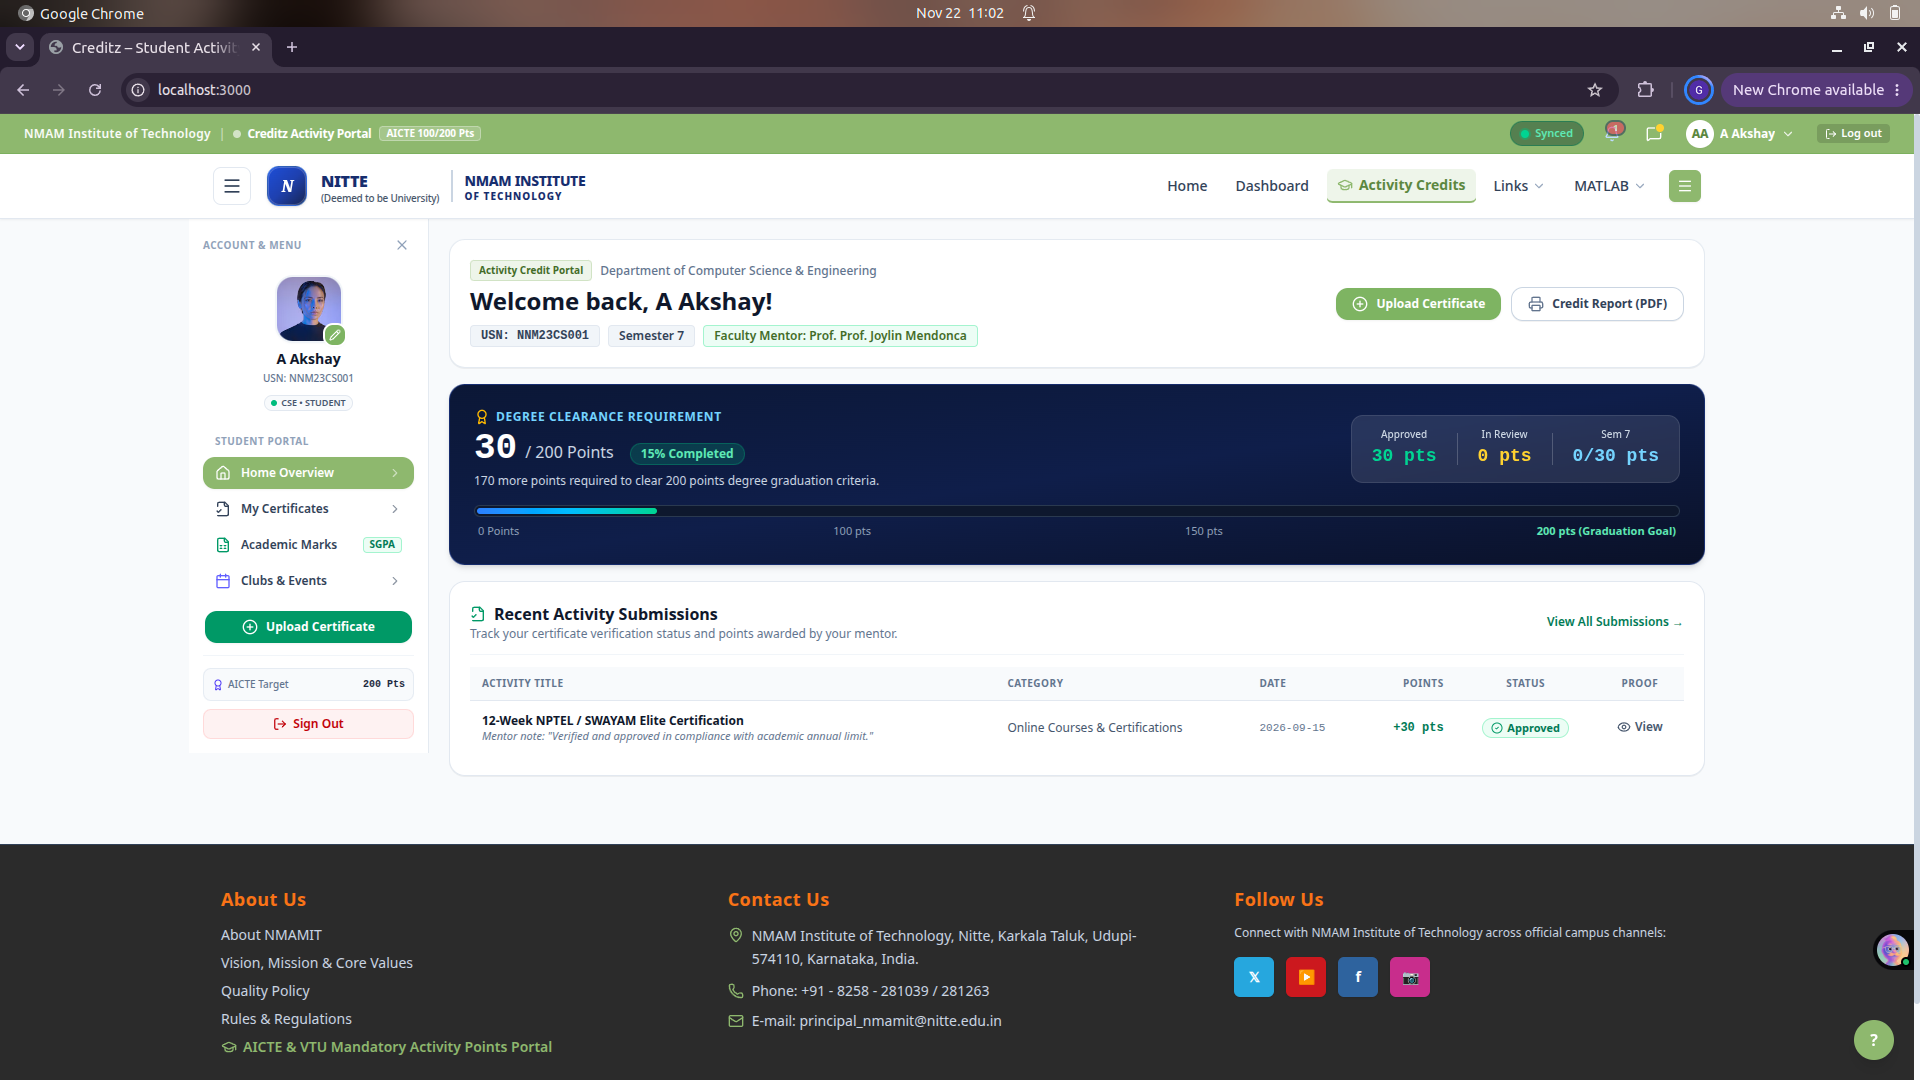 Google Chrome
Nov 22 11:02
Creditz – Student Activit
localhost:3000
G
New Chrome available
NMAM Institute of Technology | Creditz Activity Portal AICTE 100/200 Pts
Synced
1
AA A Akshay
Log out
N
NITTE
(Deemed to be University)
NMAM INSTITUTE
OF TECHNOLOGY
Home
Dashboard
Activity Credits
Links
MATLAB
ACCOUNT & MENU
A Akshay
USN: NNM23CS001
CSE • STUDENT
STUDENT PORTAL
Home Overview
My Certificates
Academic Marks SGPA
Clubs & Events
Upload Certificate
AICTE Target 200 Pts
Sign Out
Activity Credit Portal Department of Computer Science & Engineering
Welcome back, A Akshay!
USN: NNM23CS001 Semester 7 Faculty Mentor: Prof. Prof. Joylin Mendonca
Upload Certificate
Credit Report (PDF)
DEGREE CLEARANCE REQUIREMENT
30 / 200 Points 15% Completed
170 more points required to clear 200 points degree graduation criteria.
Approved
30 pts
In Review
0 pts
Sem 7
0/30 pts
0 Points 100 pts 150 pts 200 pts (Graduation Goal)
Recent Activity Submissions
Track your certificate verification status and points awarded by your mentor.
View All Submissions →
ACTIVITY TITLE CATEGORY DATE POINTS STATUS PROOF
12-Week NPTEL / SWAYAM Elite Certification
Mentor note: "Verified and approved in compliance with academic annual limit."
Online Courses & Certifications
2026-09-15
+30 pts
Approved
View
About Us
About NMAMIT
Vision, Mission & Core Values
Quality Policy
Rules & Regulations
AICTE & VTU Mandatory Activity Points Portal
Contact Us
NMAM Institute of Technology, Nitte, Karkala Taluk, Udupi-
574110, Karnataka, India.
Phone: +91 - 8258 - 281039 / 281263
E-mail: principal_nmamit@nitte.edu.in
Follow Us
Connect with NMAM Institute of Technology across official campus channels:
𝕏
f
?